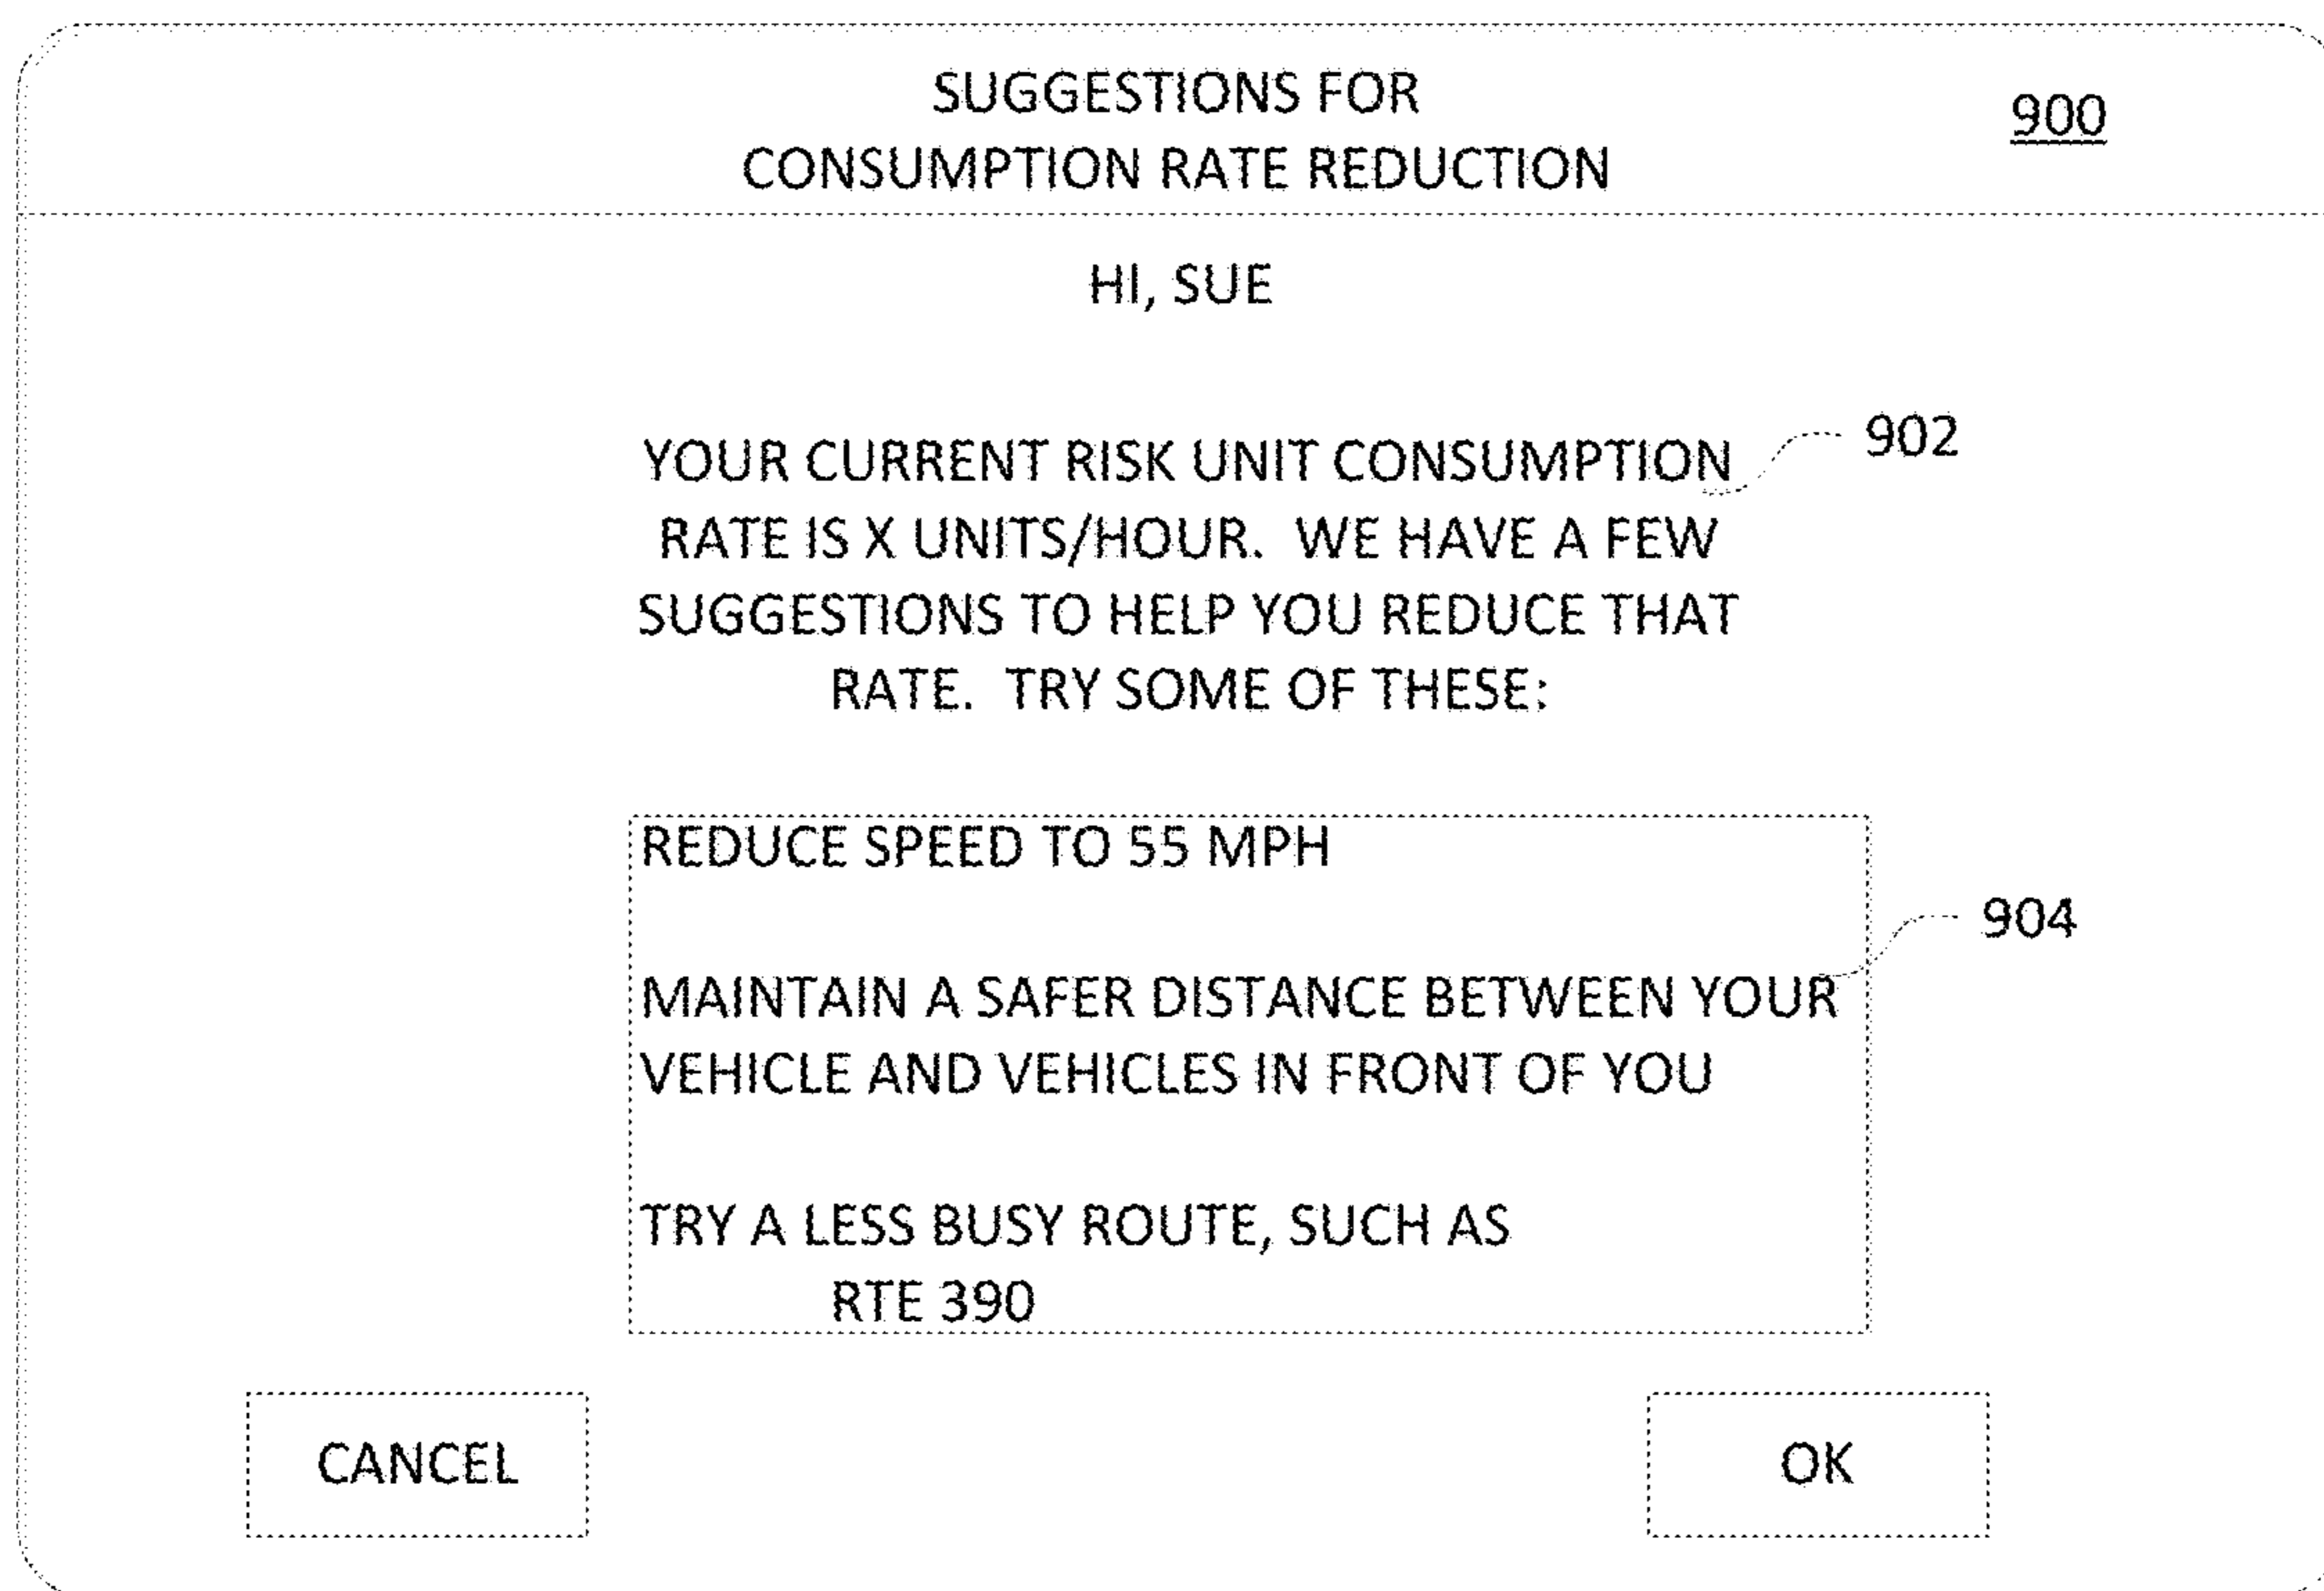 SUGGESTIONS FOR
CONSUMPTION RATE REDUCTION
900
HI, SUE
YOUR CURRENT RISK UNIT CONSUMPTION
902
RATE IS X UNITS/HOUR. WE HAVE A FEW
SUGGESTIONS TO HELP YOU REDUCE THAT
RATE. TRY SOME OF THESE:
REDUCE SPEED TO 55 MPH
904
MAINTAIN A SAFER DISTANCE BETWEEN YOUR
VEHICLE AND VEHICLES IN FRONT OF YOU
TRY A LESS BUSY ROUTE, SUCH AS
RTE 390
CANCEL
OK